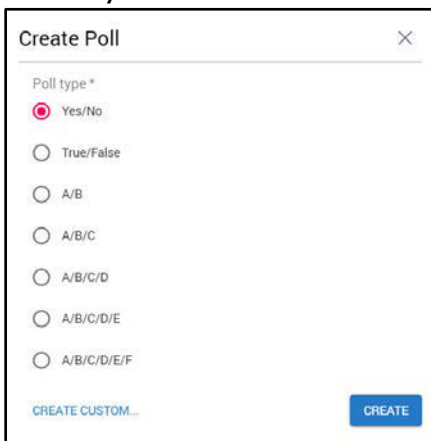 Create Poll
Poll type *
Yes/No
True/False
A/B
A/B/C
A/B/C/D
A/B/C/D/E
A/B/C/D/E/F
CREATE CUSTOM... CREATE